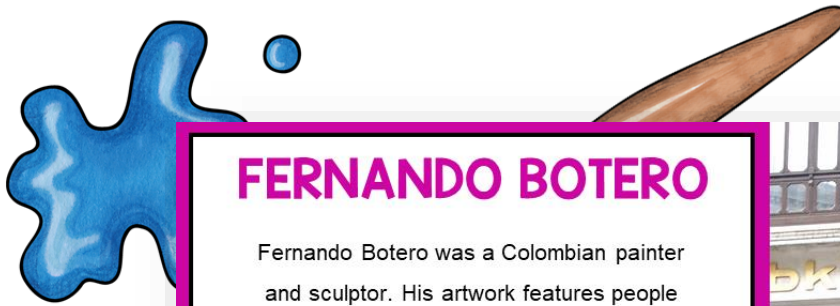 FERNANDO BOTERO
Fernando Botero was a Colombian painter
and sculptor. His artwork features people